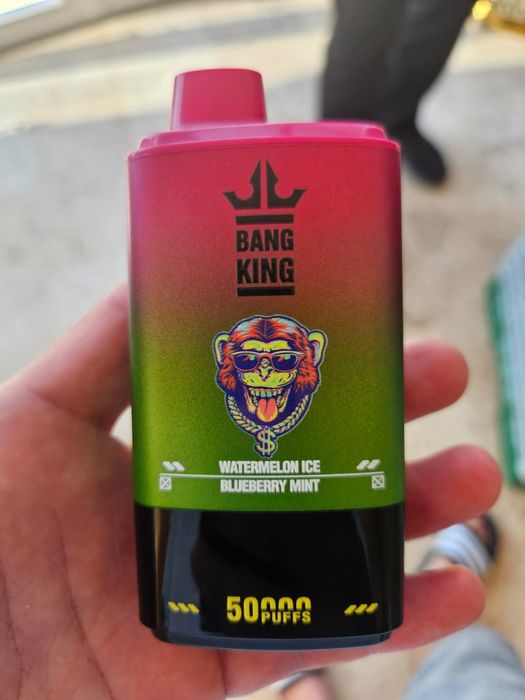 BANG
KING
$
WATERMELON ICE
BLUEBERRY MINT
50000
PUFFS